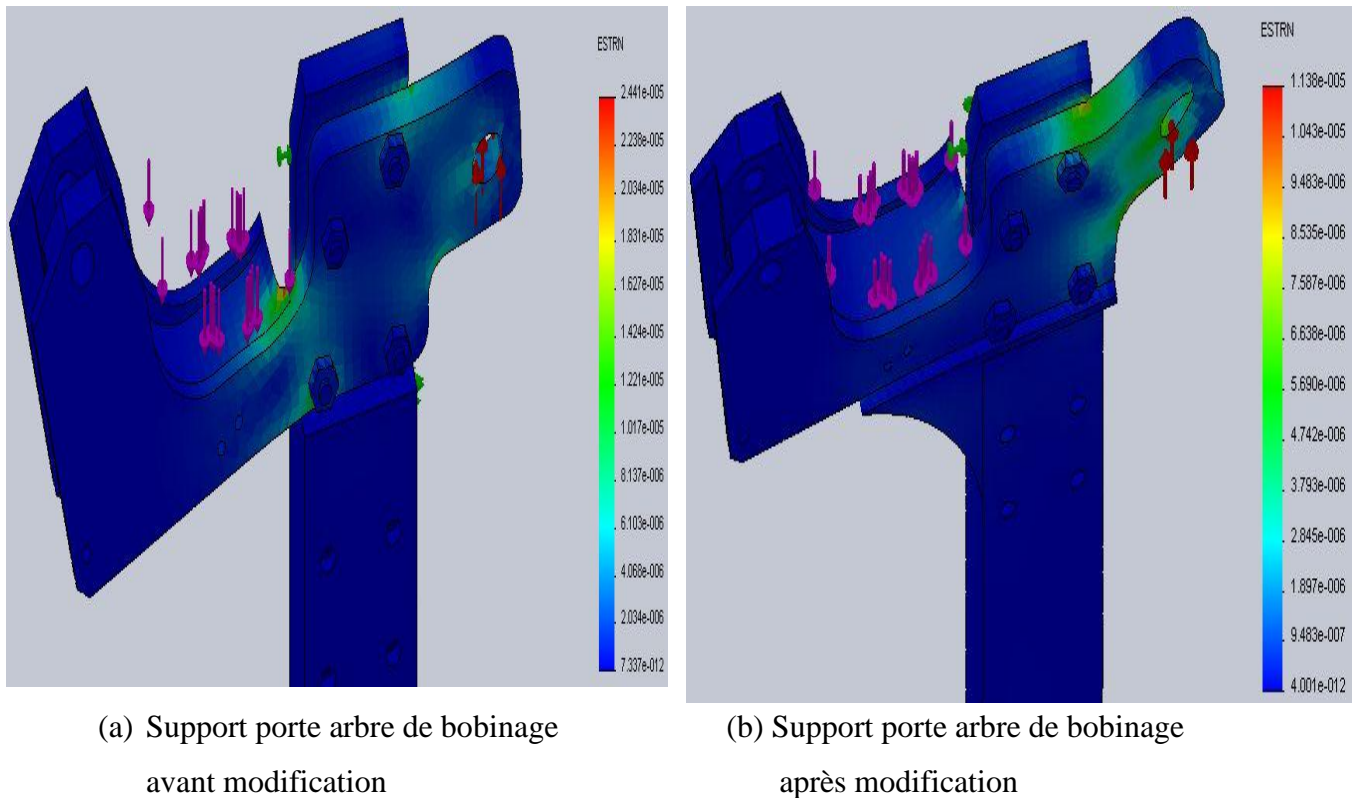 ESTRN
2.441e-005
2.238e-005
2.034e-005
1.831e-005
1.627e-005
1.424e-005
1.221e-005
1.017e-005
8.137e-006
6.103e-006
4.068e-006
2.034e-006
7.337e-012
ESTRN
1.138e-005
1.043e-005
9.483e-006
8.535e-006
7.587e-006
6.638e-006
5.690e-006
4.742e-006
3.793e-006
2.845e-006
1.897e-006
9.483e-007
4.001e-012
(a) Support porte arbre de bobinage
avant modification
(b) Support porte arbre de bobinage
après modification